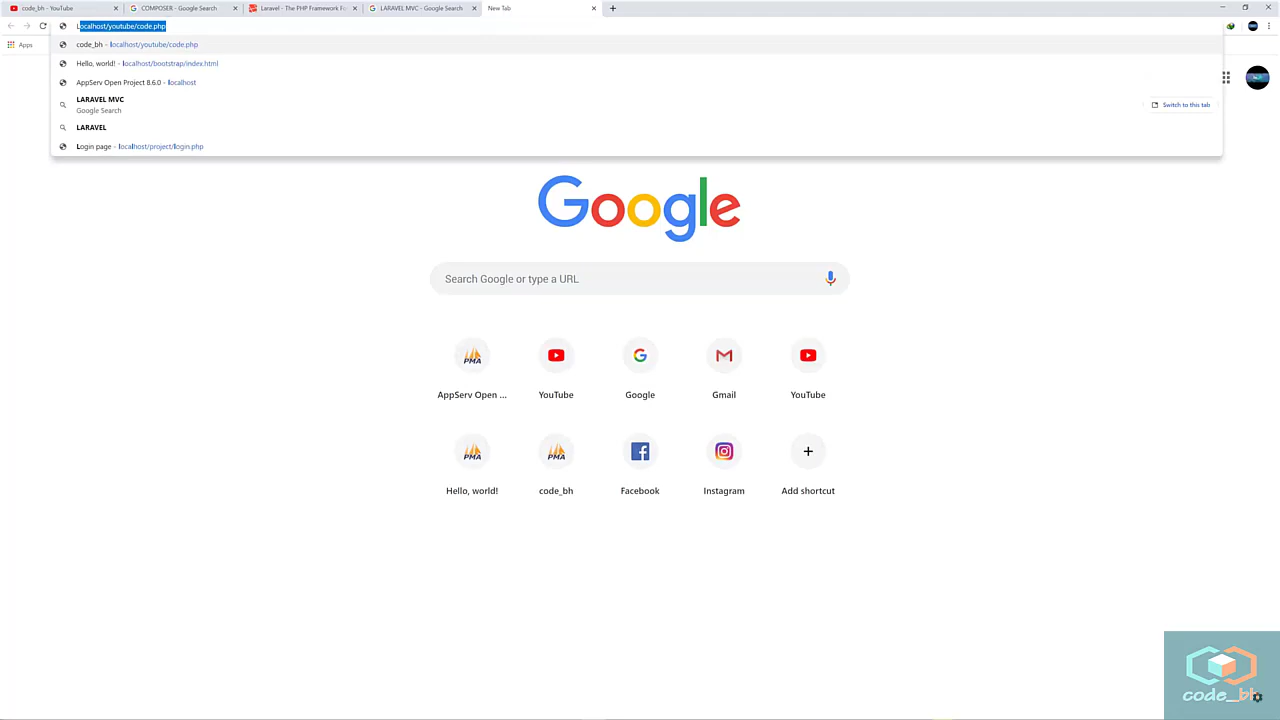 code_bh - YouTube
COMPOSER - Google Search
Laravel - The PHP Framework Fo
LARAVEL MVC - Google Search
New Tab
Localhost/youtube/code.php
Apps
code_bh - localhost/youtube/code.php
Hello, world! - localhost/bootstrap/index.html
AppServ Open Project 8.6.0 - localhost
LARAVEL MVC
Google Search
Switch to this tab
LARAVEL
Login page - localhost/project/login.php
Google
Search Google or type a URL
PMA
AppServ Open ...
YouTube
Google
Gmail
YouTube
PMA
PMA
Hello, world!
code_bh
Facebook
Instagram
Add shortcut
code_bh